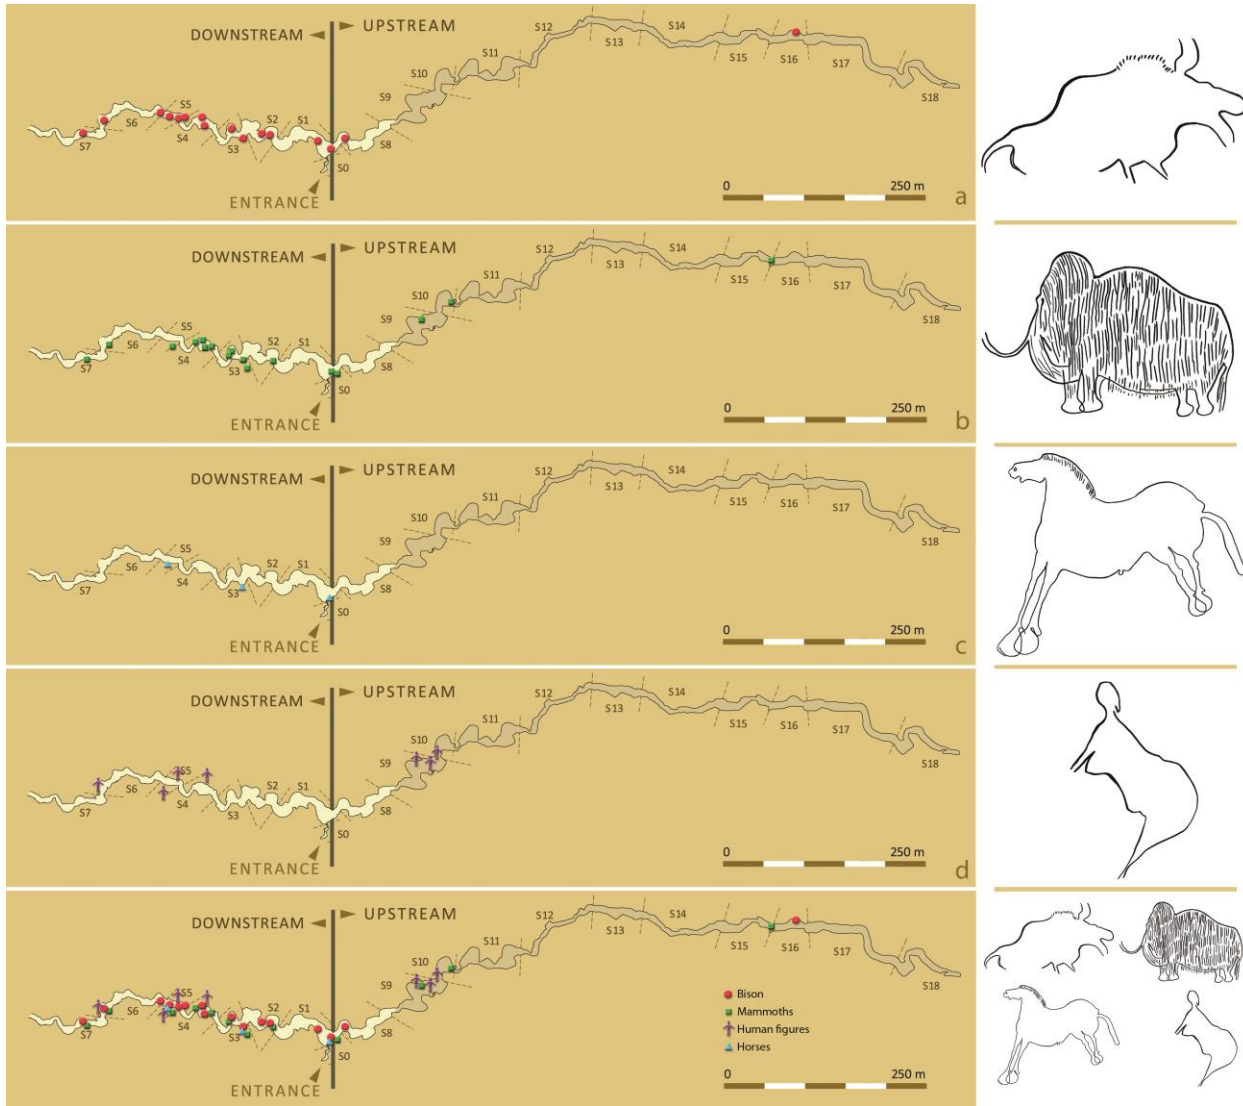 S12
S14
UPSTREAM
DOWNSTREAM
S13
S11
S10
S15
S16
S17
S9
S18
S5
S6
S4
S2
S1
S7
S3
S8
S0
0
250 m
ENTRANCE
a
S12
S14
UPSTREAM
DOWNSTREAM
S13
S11
S10
S15
S16
S17
S9
S18
S5
S6
S4
S2
S1
S7
S3
S8
S0
0
250 m
ENTRANCE
b
S12
S14
UPSTREAM
DOWNSTREAM
S13
S11
S10
S15
S16
S17
S9
S18
S5
S6
S4
S2
S1
S7
S3
S8
S0
0
250 m
ENTRANCE
c
S12
S14
UPSTREAM
DOWNSTREAM
S13
S11
S10
S15
S16
S17
S9
S18
S5
S6
S4
S2
S1
S7
S3
S8
S0
0
250 m
ENTRANCE
d
S12
S14
UPSTREAM
DOWNSTREAM
S13
S11
S10
S15
S16
S17
S9
S18
S5
S6
S4
S2
S1
S7
S3
S8
S0
Bison
Mammoths
Human figures
Horses
0
250 m
ENTRANCE